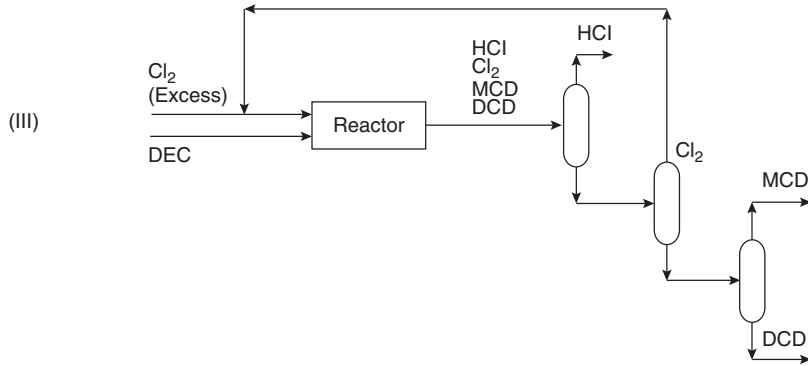 (III)
Cl2
(Excess)
DEC
Reactor
HCl
Cl2
MCD
DCD
HCl
Cl2
MCD
DCD